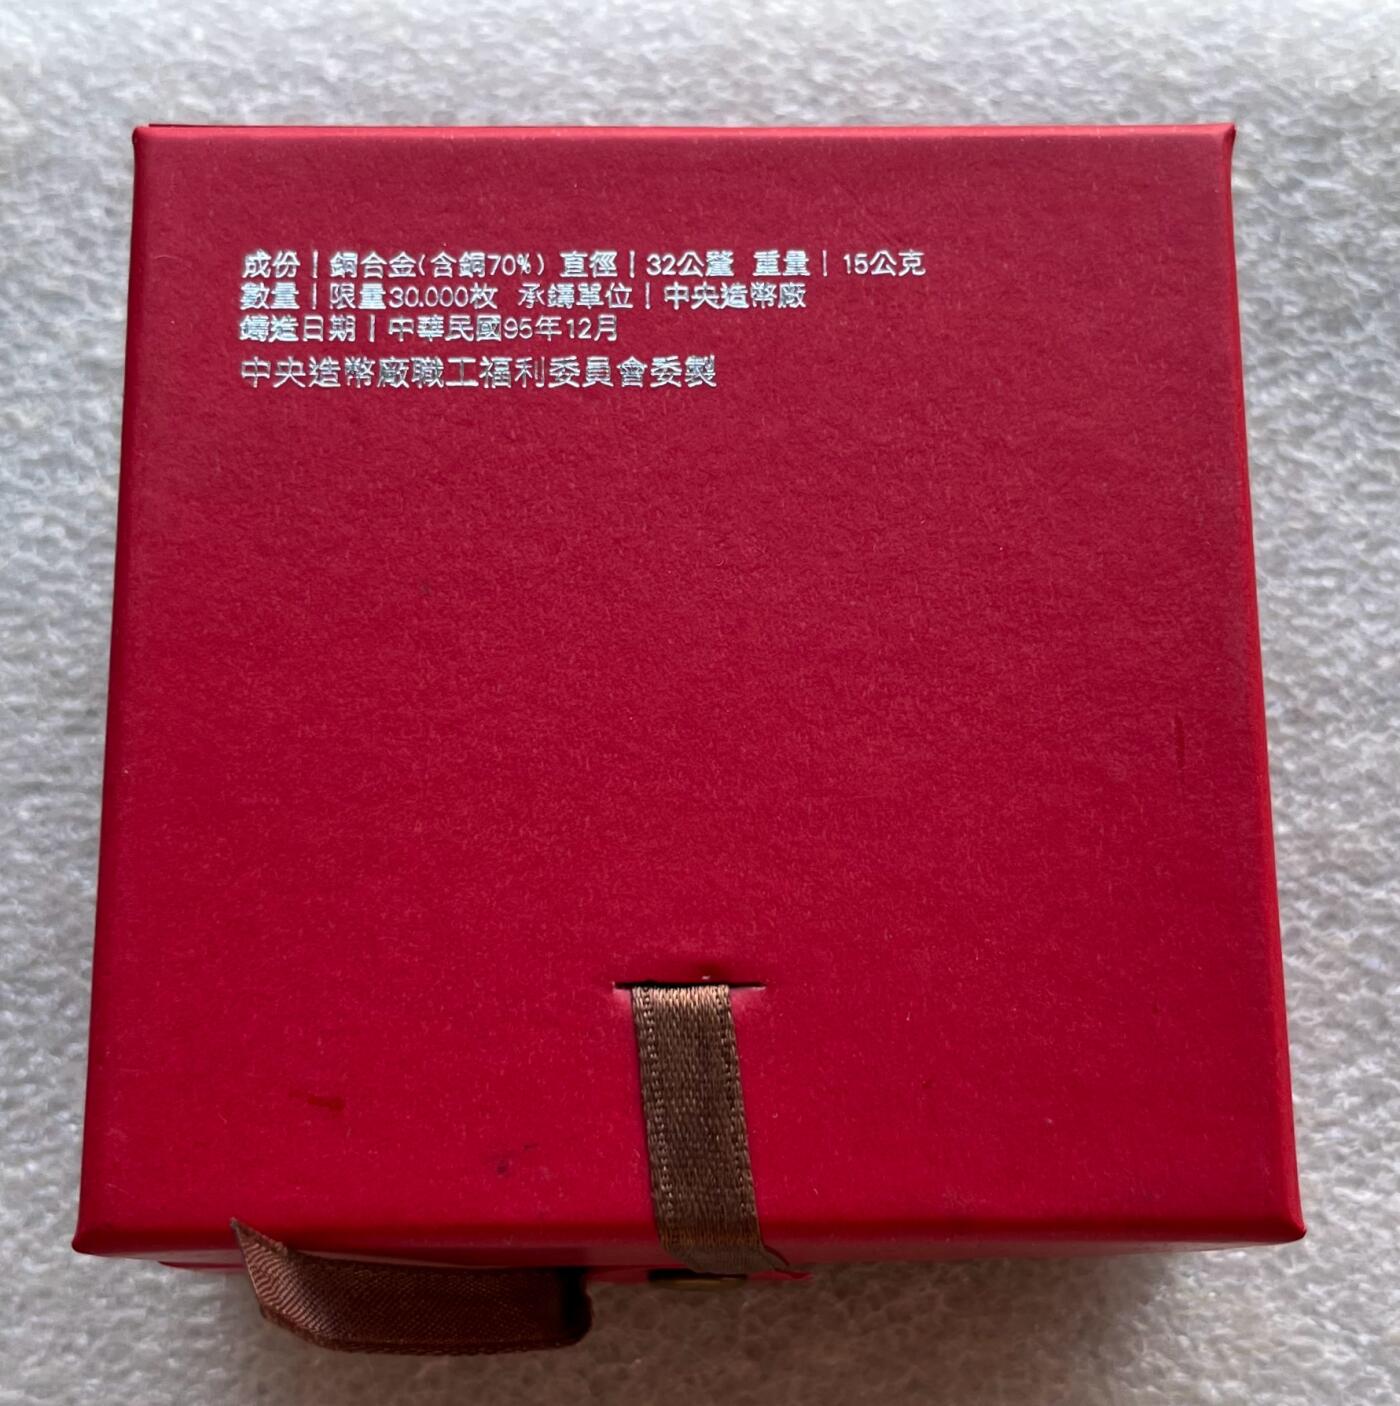 成份 | 銅合金(含銅70%) 直徑 | 32公釐 重量 | 15公克
數量 | 限量30.000枚 承鑄單位 | 中央造幣廠
鑄造日期 | 中華民國95年12月
中央造幣廠職工福利委員會委製